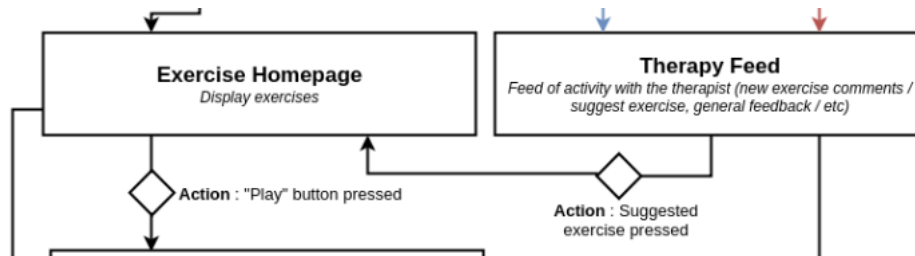 Exercise Homepage
Display exercises
Therapy Feed
Feed of activity with the therapist (new exercise comments /
suggest exercise, general feedback / etc)
Action : "Play" button pressed
Action : Suggested
exercise pressed